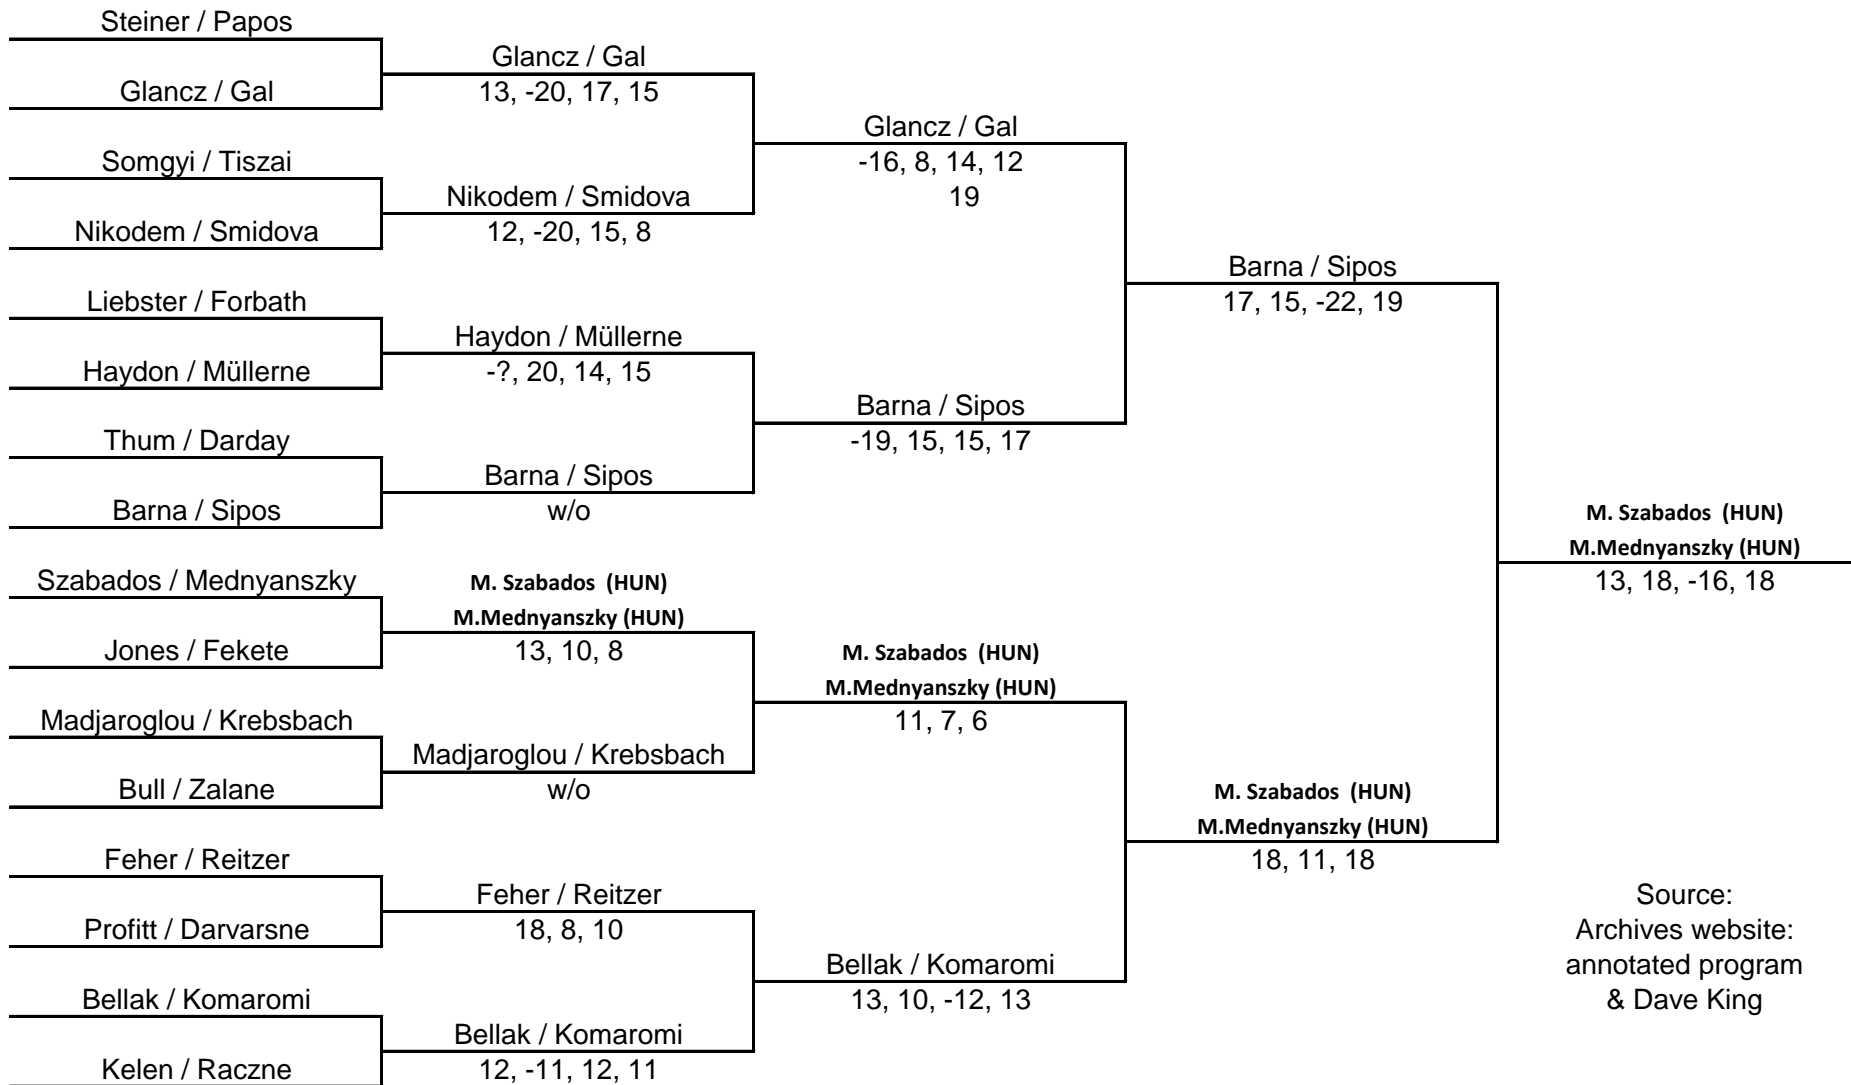 Steiner / Papos
Glancz / Gal
Somgyi / Tiszai
Nikodem / Smidova
Liebster / Forbath
Haydon / Müllerne
Thum / Darday
Barna / Sipos
Szabados / Mednyanszky
Jones / Fekete
Madjaroglou / Krebsbach
Bull / Zalane
Feher / Reitzer
Profitt / Darvarsne
Bellak / Komaromi
Kelen / Raczne
Glancz / Gal
13, -20, 17, 15
Nikodem / Smidova
12, -20, 15, 8
Haydon / Müllerne
-?, 20, 14, 15
Barna / Sipos
w/o
M. Szabados  (HUN)
M.Mednyanszky (HUN)
13, 10, 8
Madjaroglou / Krebsbach
w/o
Feher / Reitzer
18, 8, 10
Bellak / Komaromi
12, -11, 12, 11
Glancz / Gal
-16, 8, 14, 12
19
Barna / Sipos
-19, 15, 15, 17
M. Szabados  (HUN)
M.Mednyanszky (HUN)
11, 7, 6
Bellak / Komaromi
13, 10, -12, 13
Barna / Sipos
17, 15, -22, 19
M. Szabados  (HUN)
M.Mednyanszky (HUN)
18, 11, 18
M. Szabados  (HUN)
M.Mednyanszky (HUN)
13, 18, -16, 18
Source:
Archives website:
annotated program
& Dave King